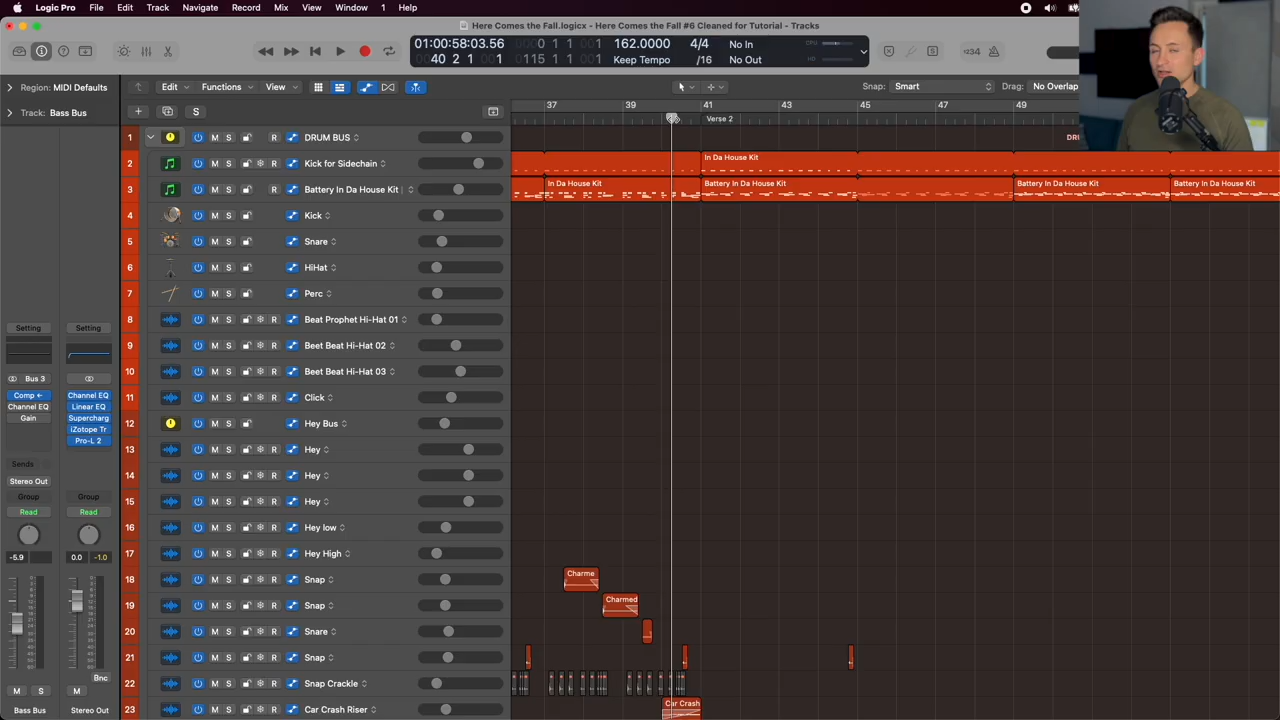 Logic Pro File Edit Track Navigate Record Mix View Window 1 Help
Here Comes the Fall.logicx - Here Comes the Fall #6 Cleaned for Tutorial - Tracks
01:00:58:03.56 1 1 001 162.0000 4/4 No In CPU
40 2 1 0115 1 1 001 Keep Tempo /16 No Out HD
Region: MIDI Defaults Edit Functions View Snap: Smart Drag: No Overlap
Track: Bass Bus S 37 39 41 43 45 47 49
Verse 2
1 M S R DRUM BUS DRU
2 M S R Kick for Sidechain In Da House Kit
3 M S R Battery In Da House Kit In Da House Kit Battery In Da House Kit Battery In Da House Kit Battery In Da House Kit
4 M S Kick
5 M S Snare
6 M S HiHat
7 M S Perc
8 M S R Beat Prophet Hi-Hat 01
9 M S R Beet Beat Hi-Hat 02
10 M S R Beet Beat Hi-Hat 03
11 M S R Click
12 M S Hey Bus
13 M S R Hey
14 M S R Hey
15 M S R Hey
16 M S R Hey low
17 M S R Hey High
18 M S R Snap Charme
19 M S R Snap Charmed
20 M S R Snare
21 M S R Snap
22 M S R Snap Crackle
23 M S R Car Crash Riser Car Crash
Setting Setting
Bus 3
Comp Channel EQ
Channel EQ Linear EQ
Gain Supercharg
iZotope Tr
Pro-L 2
Sends
Stereo Out
Group Group
Read Read
-5.9 0.0 -1.0
Bnc
M S M
Bass Bus Stereo Out